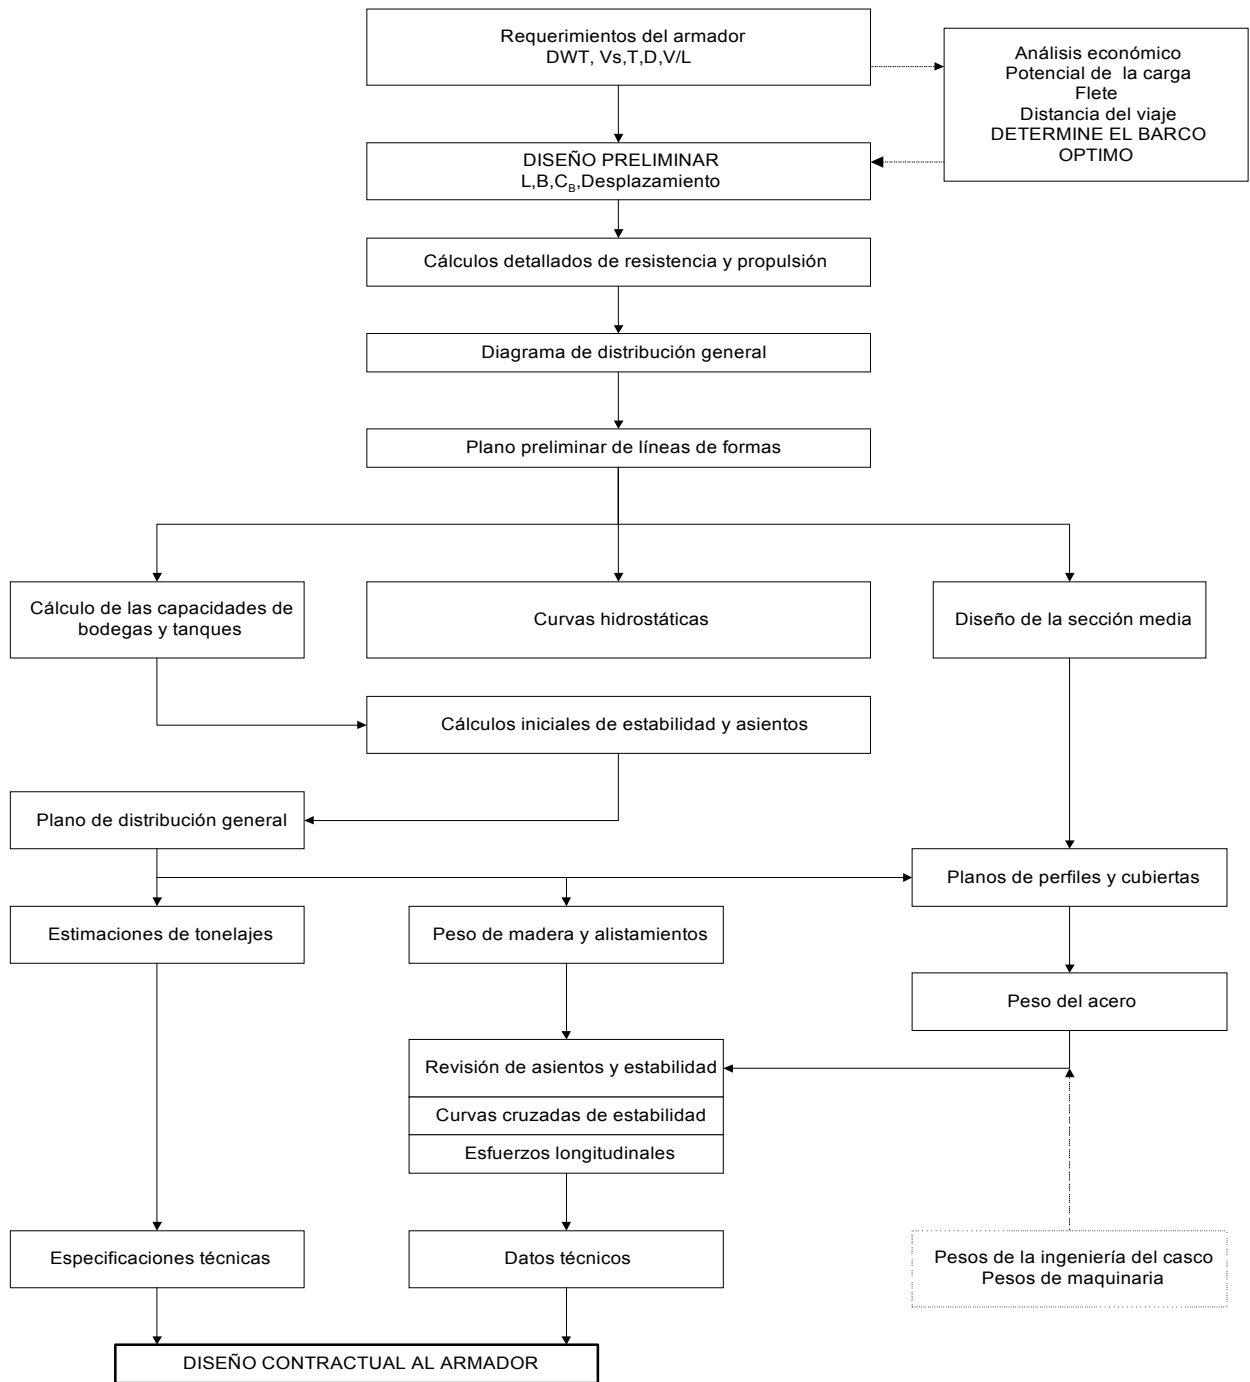 Requerimientos del armador
DWT, Vs,T,D,V/L
Análisis económico
Potencial de la carga
Flete
Distancia del viaje
DETERMINE EL BARCO
OPTIMO
DISEÑO PRELIMINAR
L,B,CB,Desplazamiento
Cálculos detallados de resistencia y propulsión
Diagrama de distribución general
Plano preliminar de líneas de formas
Cálculo de las capacidades de
bodegas y tanques
Curvas hidrostáticas
Diseño de la sección media
Cálculos iniciales de estabilidad y asientos
Plano de distribución general
Planos de perfiles y cubiertas
Estimaciones de tonelajes
Peso de madera y alistamientos
Peso del acero
Revisión de asientos y estabilidad
Curvas cruzadas de estabilidad
Esfuerzos longitudinales
Especificaciones técnicas
Datos técnicos
Pesos de la ingeniería del casco
Pesos de maquinaria
DISEÑO CONTRACTUAL AL ARMADOR